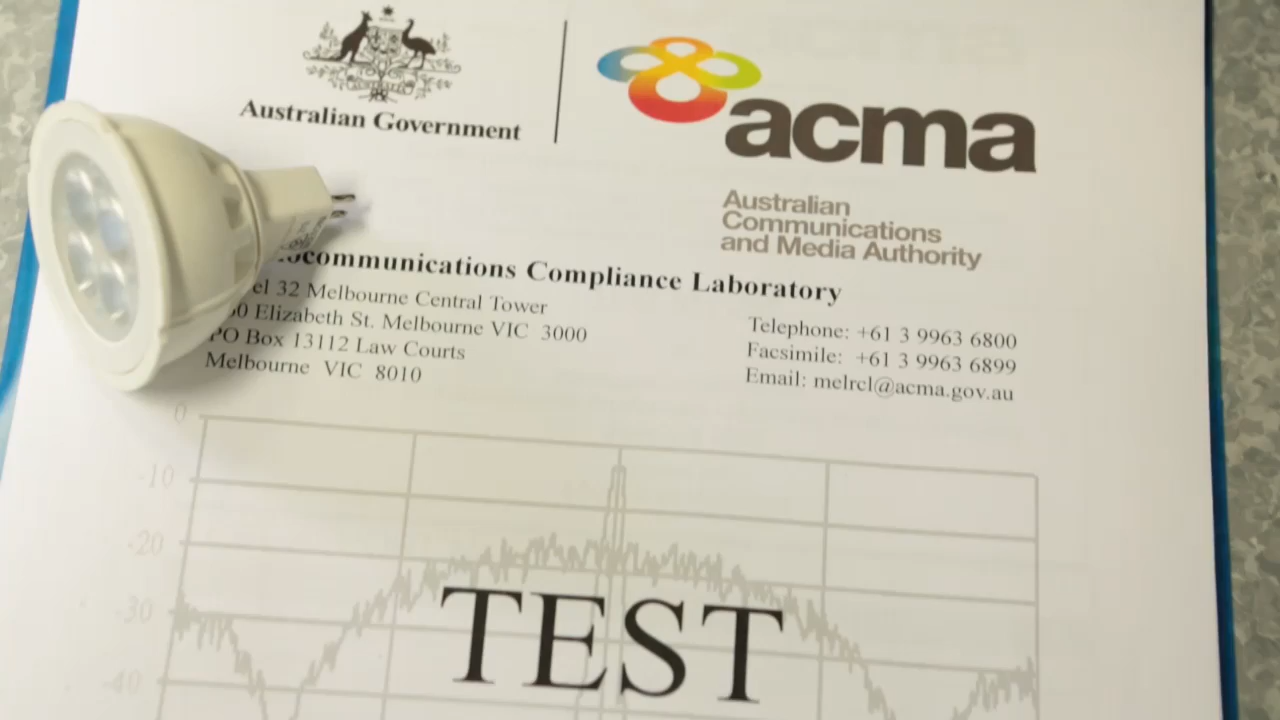 Australian Government
acma
Australian
Communications
and Media Authority
communications Compliance Laboratory
32 Melbourne Central Tower
Elizabeth St. Melbourne VIC 3000
PO Box 13112 Law Courts
Melbourne VIC 8010
Telephone: +61 3 9963 6800
Facsimile: +61 3 9963 6899
Email: melrcl@acma.gov.au
0
-10
-20
-30
-40
TEST